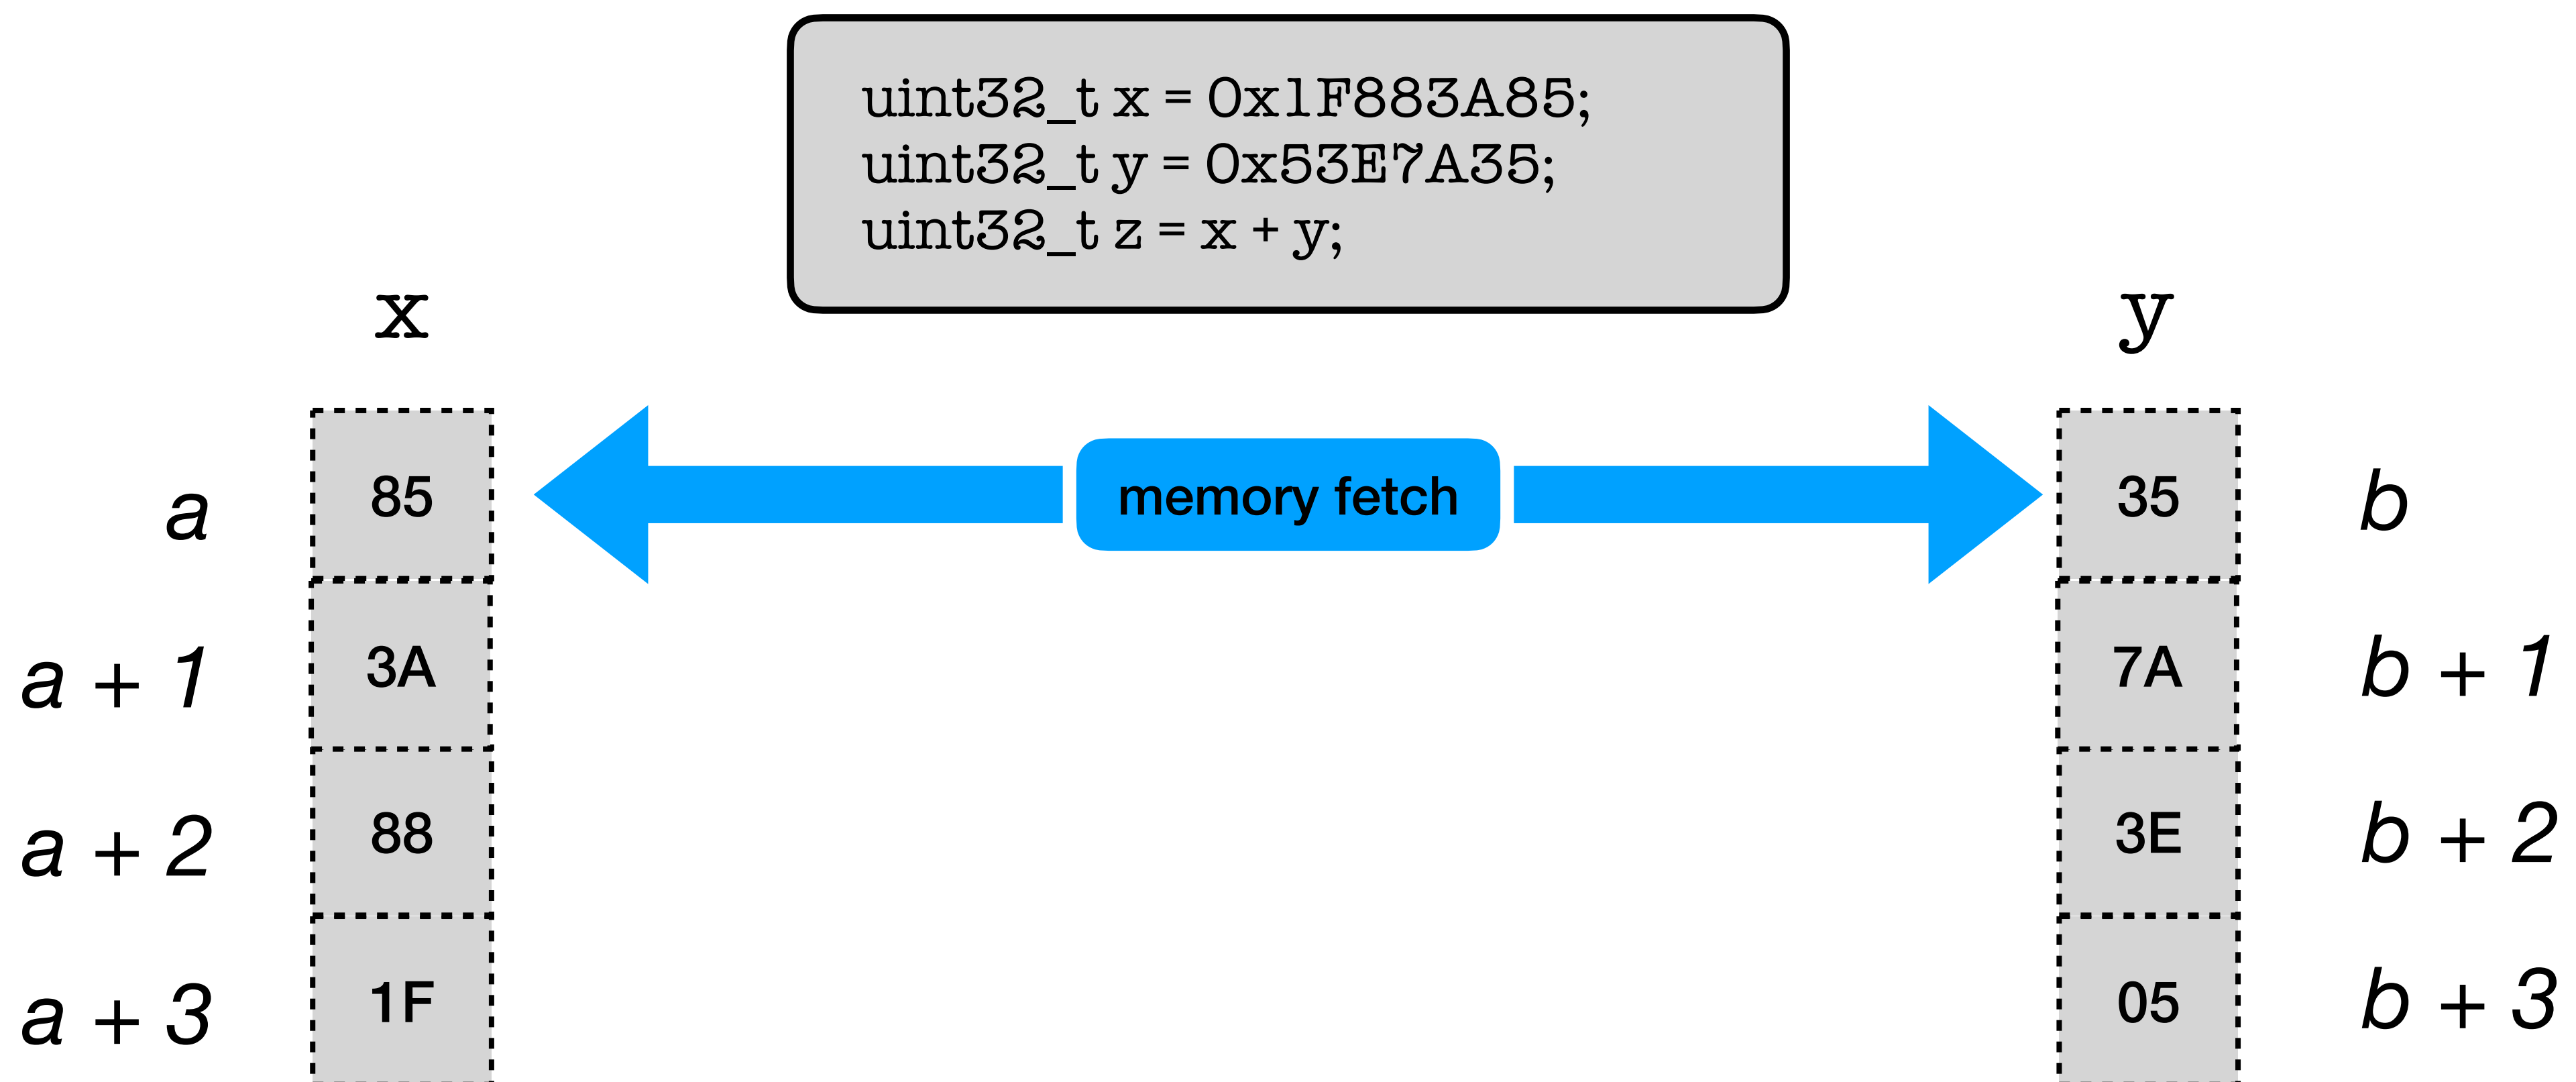 uint32_t x = 0x1F883A85;
uint32_t y = 0x53E7A35;
uint32_t z = x + y;
x
y
a 85 memory fetch 35 b
a + 1 3A 7A b + 1
a + 2 88 3E b + 2
a + 3 1F 05 b + 3